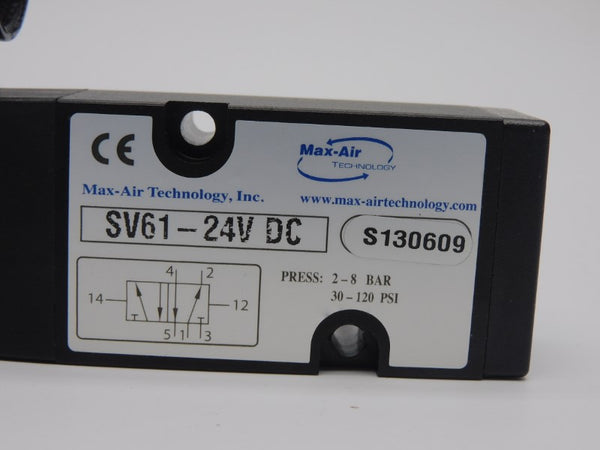 CE
Max-Air
TECHNOLOGY
Max-Air Technology, Inc.
www.max-airtechnology.com
SV61-24V DC
S130609
4 2
14 12
5 1 3
PRESS: 2-8 BAR
30-120 PSI